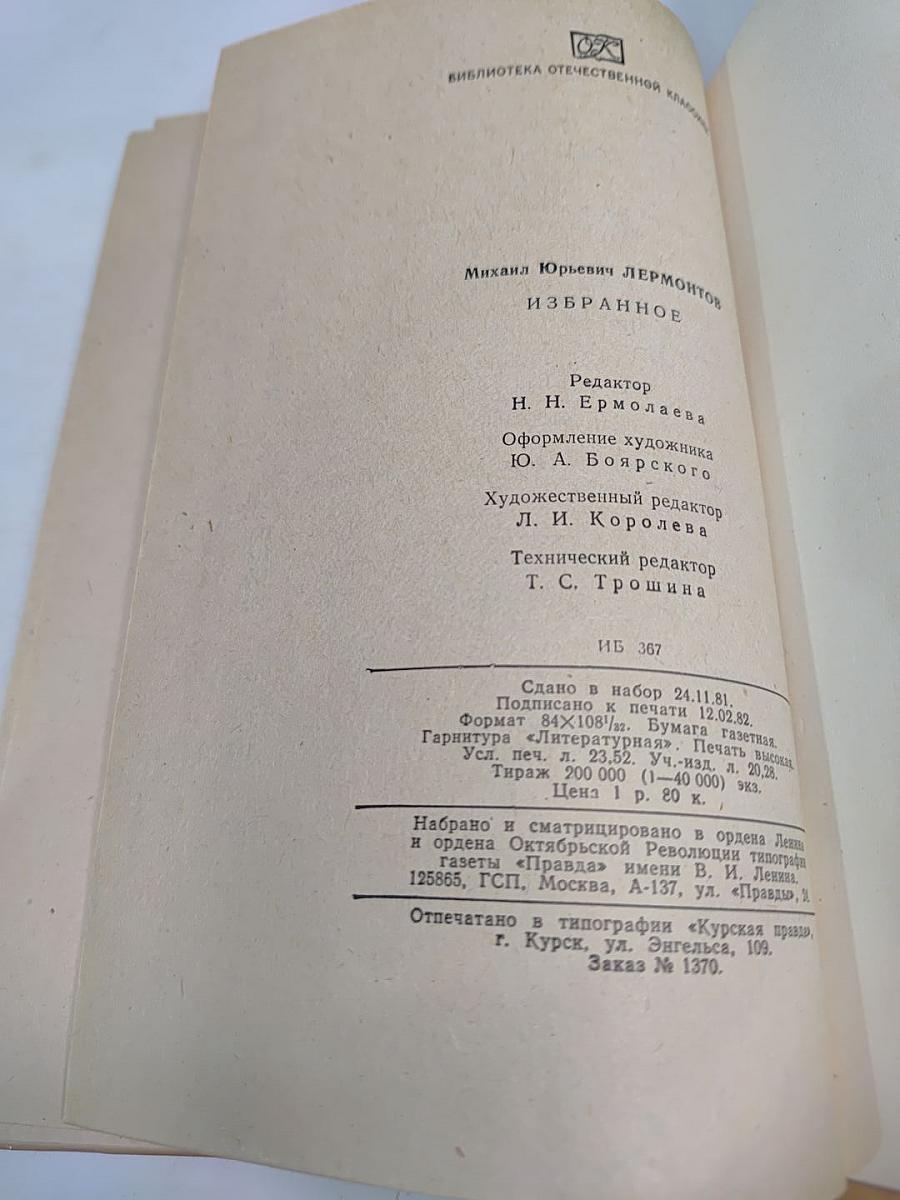 ОК
БИБЛИОТЕКА ОТЕЧЕСТВЕННОЙ КЛАССИКИ
Михаил Юрьевич ЛЕРМОНТОВ
ИЗБРАННОЕ
Редактор
Н. Н. Ермолаева
Оформление художника
Ю. А. Боярского
Художественный редактор
Л. И. Королева
Технический редактор
Т. С. Трошина
ИБ 367
Сдано в набор 24.11.81.
Подписано к печати 12.02.82.
Формат 84×108¹/₃₂. Бумага газетная.
Гарнитура «Литературная». Печать высокая.
Усл. печ. л. 23,52. Уч.-изд. л. 20,28.
Тираж 200 000 (1—40 000) экз.
Цена 1 р. 80 к.
Набрано и сматрицировано в ордена Ленина
и ордена Октябрьской Революции типографии
газеты «Правда» имени В. И. Ленина.
125865, ГСП, Москва, А-137, ул. «Правды»,
Отпечатано в типографии «Курская правда»,
г. Курск, ул. Энгельса, 109.
Заказ № 1370.